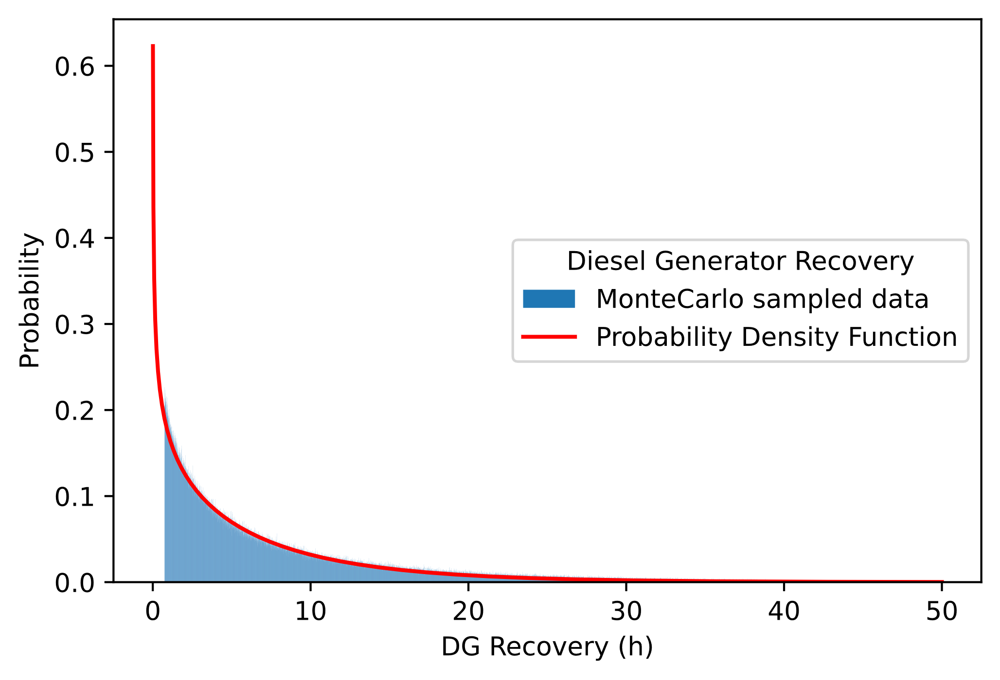 0.6
0.5
0.4
0.3
0.2
0.1
0.0
Probability
Diesel Generator Recovery
MonteCarlo sampled data
Probability Density Function
0 10 20 30 40 50
DG Recovery (h)